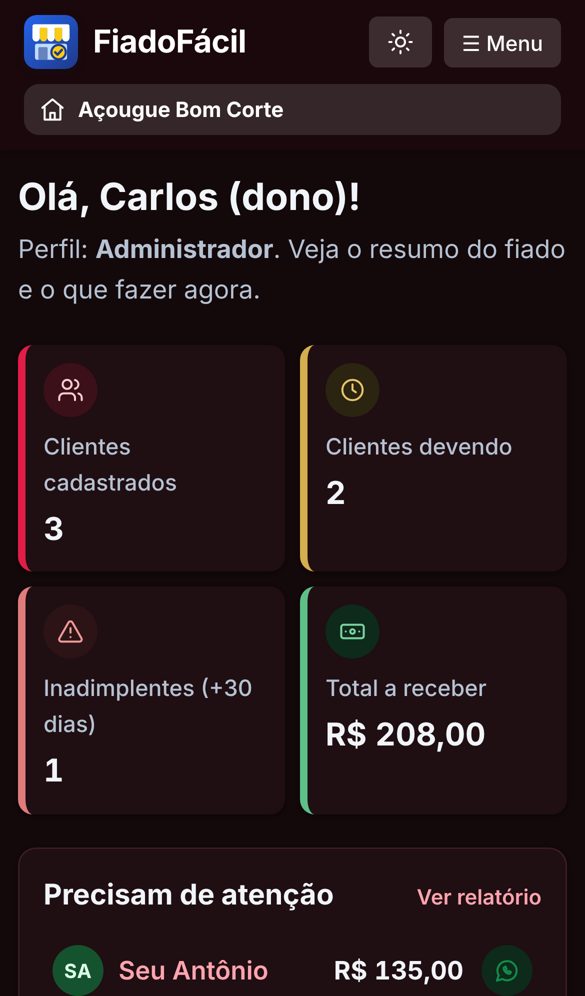 FiadoFácil
☰ Menu
Açougue Bom Corte
Olá, Carlos (dono)!
Perfil: Administrador. Veja o resumo do fiado
e o que fazer agora.
Clientes
cadastrados
3
Clientes devendo
2
Inadimplentes (+30
dias)
1
Total a receber
R$ 208,00
Precisam de atenção
Ver relatório
SA
Seu Antônio
R$ 135,00